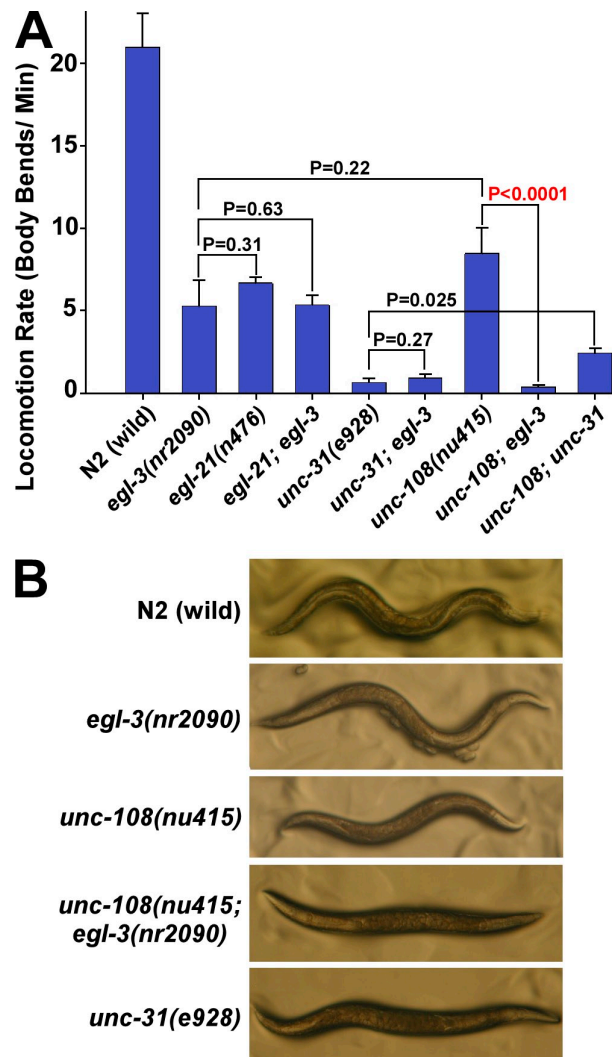 A
Locomotion Rate (Body Bends/ Min)
20
15
10
5
0
P=0.22
P<0.0001
P=0.63
P=0.31
P=0.025
P=0.27
N2 (wild)
egl-3(nr2090)
egl-21(n476)
egl-21; egl-3
unc-31(e928)
unc-31; egl-3
unc-108(nu415)
unc-108; egl-3
unc-108; unc-31
B
N2 (wild)
egl-3(nr2090)
unc-108(nu415)
unc-108(nu415;
egl-3(nr2090)
unc-31(e928)